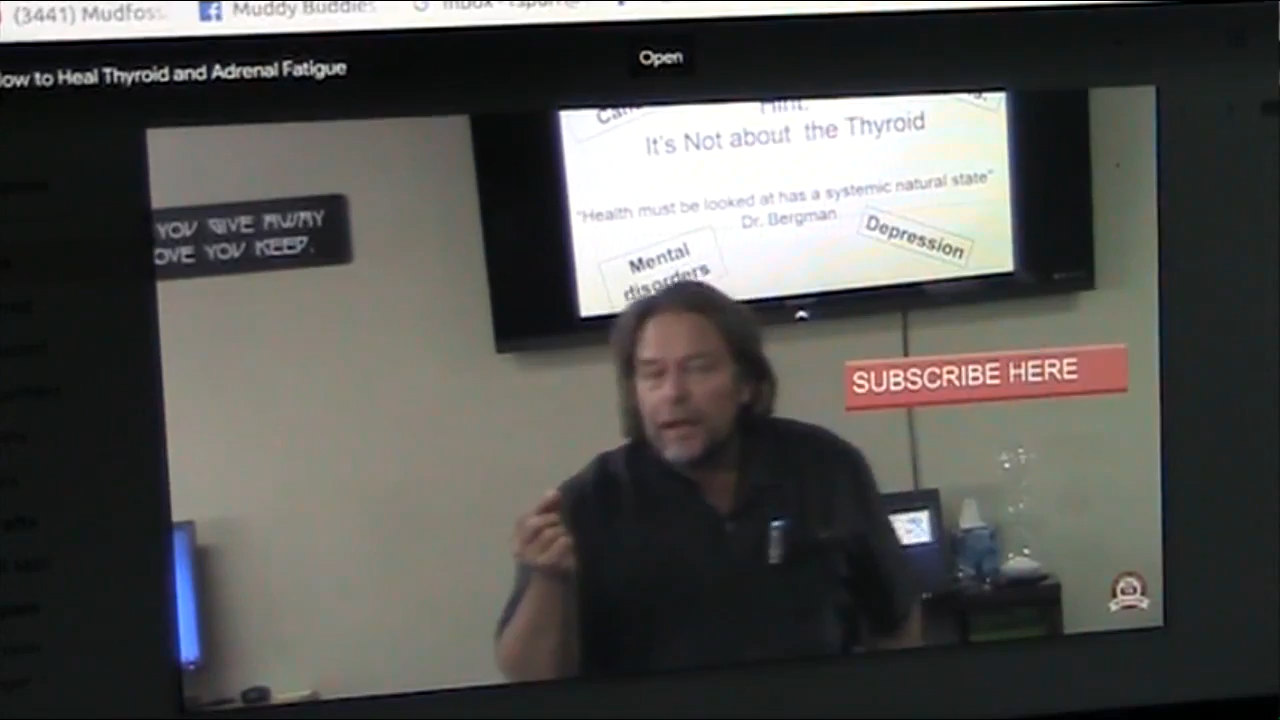 (3441) Mudfoss
Muddy Buddies
Inbox
ow to Heal Thyroid and Adrenal Fatigue
Open
Hint:
It's Not about the Thyroid
"Health must be looked at has a systemic natural state"
Dr. Bergman
Mental
disorders
Depression
YOU GIVE AWAY
OVE YOU KEEP.
SUBSCRIBE HERE